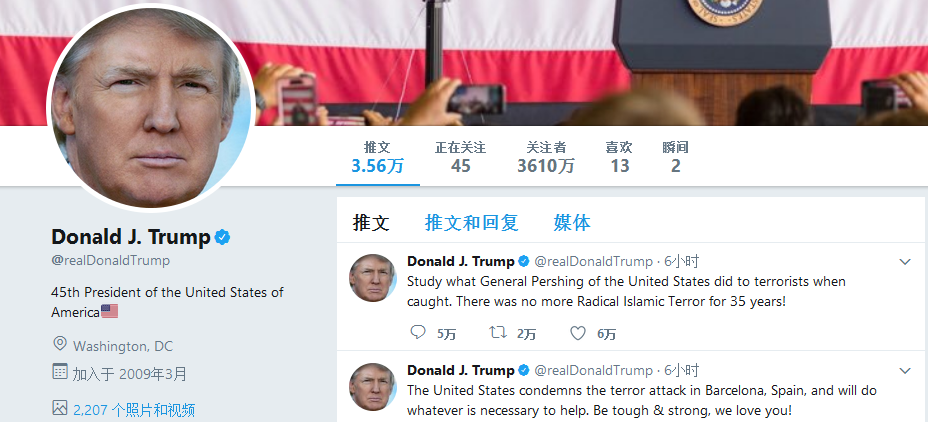 推文 正在关注 关注者 喜欢 瞬间
3.56万 45 3610万 13 2
Donald J. Trump
@realDonaldTrump
45th President of the United States of
America
Washington, DC
加入于 2009年3月
2,207 个照片和视频
推文 推文和回复 媒体
Donald J. Trump @realDonaldTrump · 6小时
Study what General Pershing of the United States did to terrorists when
caught. There was no more Radical Islamic Terror for 35 years!
5万 2万 6万
Donald J. Trump @realDonaldTrump · 6小时
The United States condemns the terror attack in Barcelona, Spain, and will do
whatever is necessary to help. Be tough & strong, we love you!